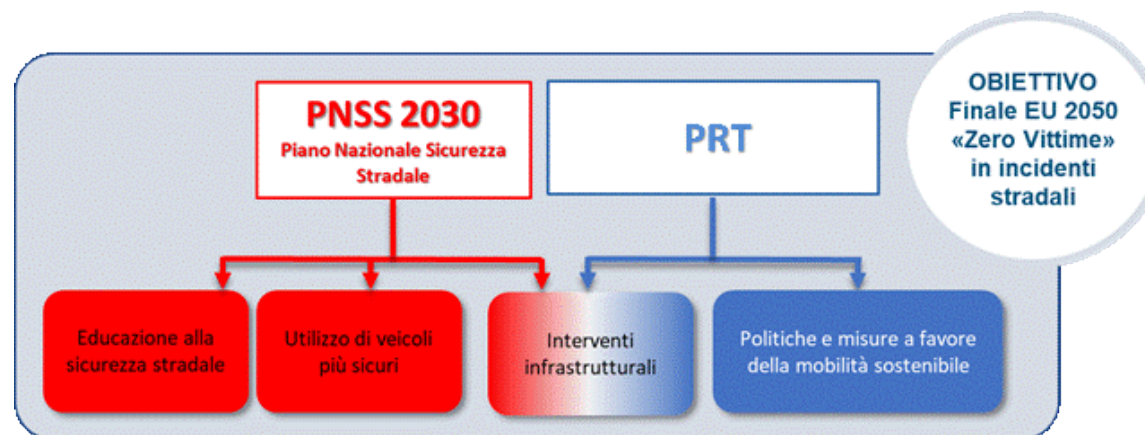 PNSS 2030
Piano Nazionale Sicurezza
Stradale
PRT
OBIETTIVO
Finale EU 2050
«Zero Vittime»
in incidenti
stradali
Educazione alla
sicurezza stradale
Utilizzo di veicoli
più sicuri
Interventi
infrastrutturali
Politiche e misure a favore
della mobilità sostenibile